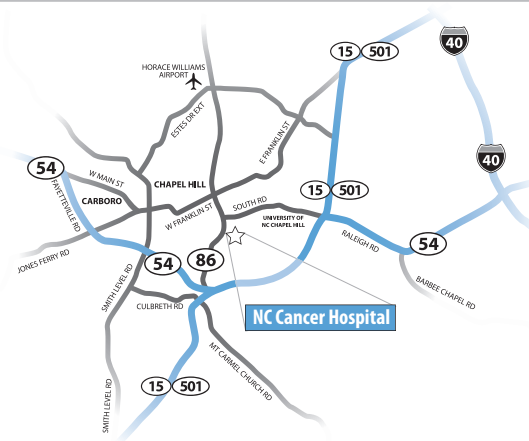 15 501
40
HORACE WILLIAMS
AIRPORT
ESTES DR EXT
E FRANKLIN ST
40
54
W MAIN ST
CHAPEL HILL
15 501
CARBORO
FAYETTEVILLE RD
W FRANKLIN ST
SOUTH RD
UNIVERSITY OF
NC CHAPEL HILL
RALEIGH RD
54
JONES FERRY RD
54
86
SMITH LEVEL RD
BARBEE CHAPEL RD
CULBRETH RD
NC Cancer Hospital
MT CARMEL CHURCH RD
15 501
SMITH LEVEL RD